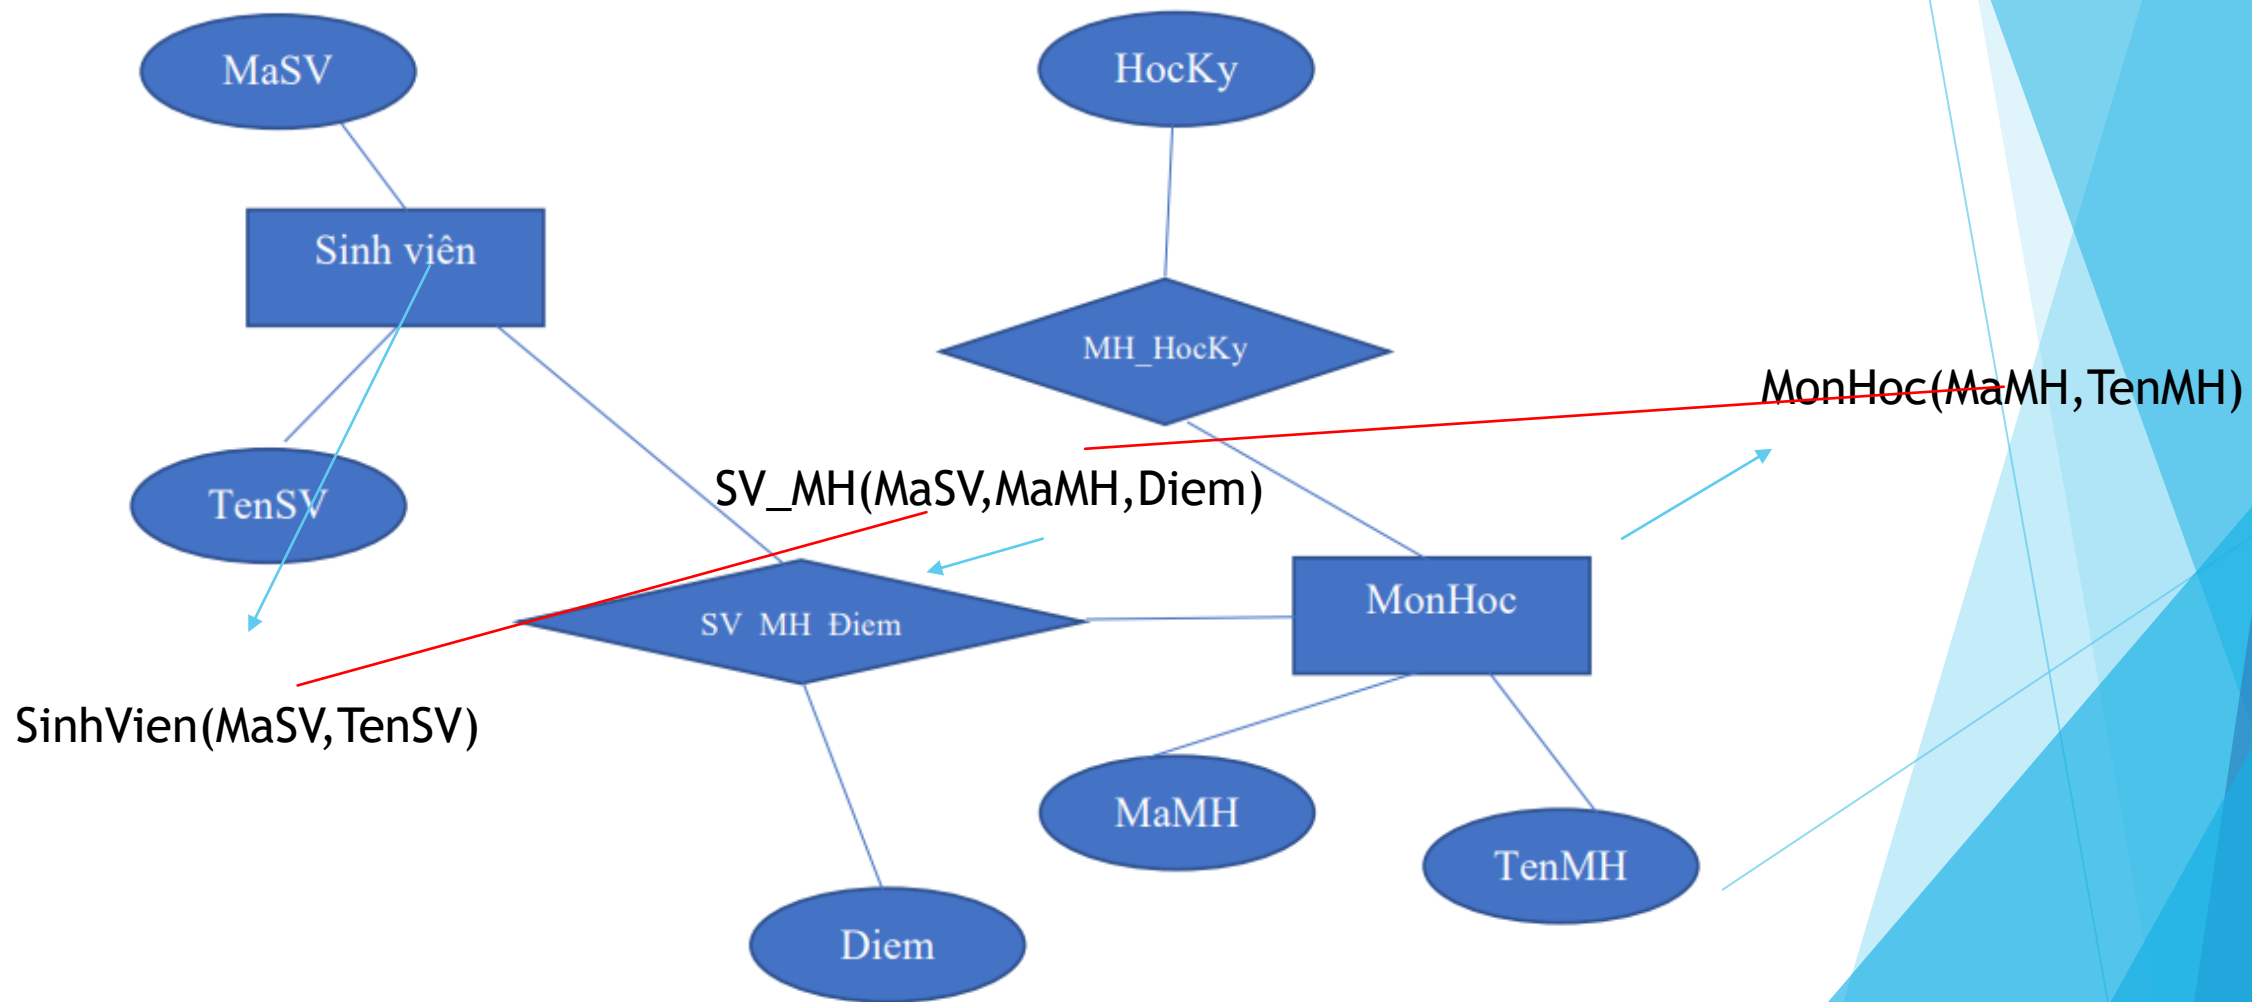 MaSV
HocKy
Sinh viên
MH_HocKy
MonHoc(MaMH,TenMH)
TenSV
SV_MH(MaSV,MaMH,Diem)
SV MH Điem
MonHoc
SinhVien(MaSV,TenSV)
MaMH
TenMH
Diem